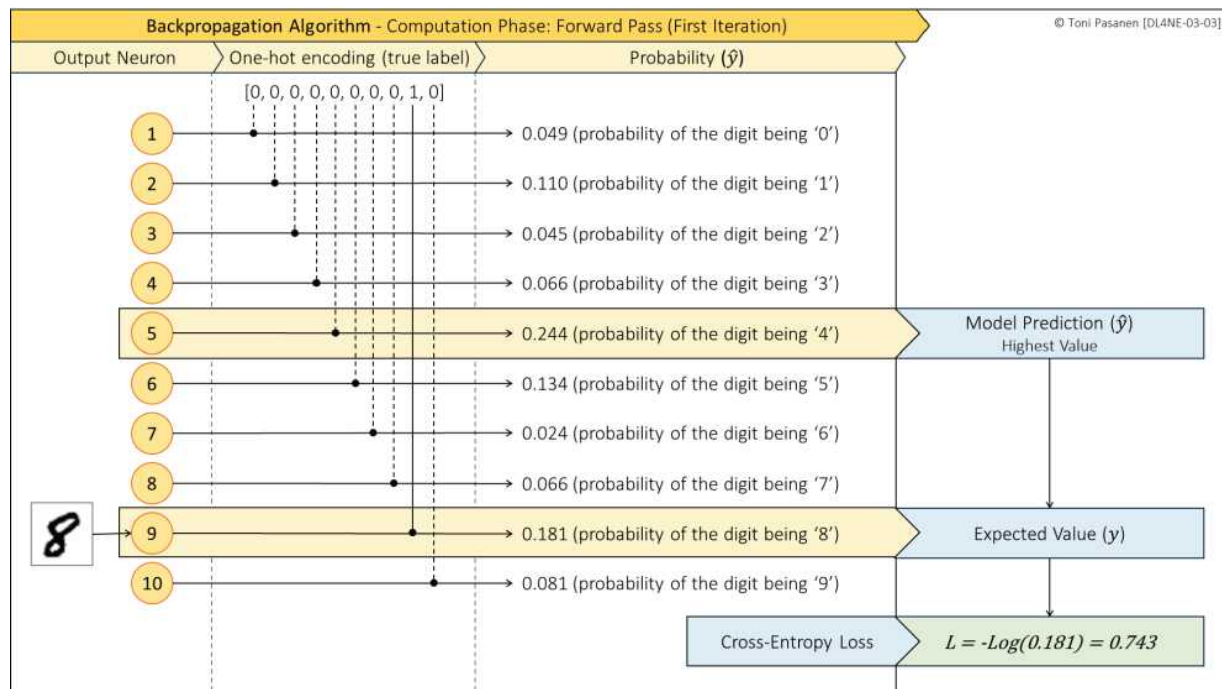 Backpropagation Algorithm - Computation Phase: Forward Pass (First Iteration)
© Toni Pasanen [DL4NE-03-03]
Output Neuron
One-hot encoding (true label)
Probability (ŷ)
[0, 0, 0, 0, 0, 0, 0, 0, 1, 0]
1
0.049 (probability of the digit being ‘0’)
2
0.110 (probability of the digit being ‘1’)
3
0.045 (probability of the digit being ‘2’)
4
0.066 (probability of the digit being ‘3’)
5
0.244 (probability of the digit being ‘4’)
Model Prediction (ŷ)
Highest Value
6
0.134 (probability of the digit being ‘5’)
7
0.024 (probability of the digit being ‘6’)
8
0.066 (probability of the digit being ‘7’)
8
9
0.181 (probability of the digit being ‘8’)
Expected Value (y)
10
0.081 (probability of the digit being ‘9’)
Cross-Entropy Loss
L = -Log(0.181) = 0.743